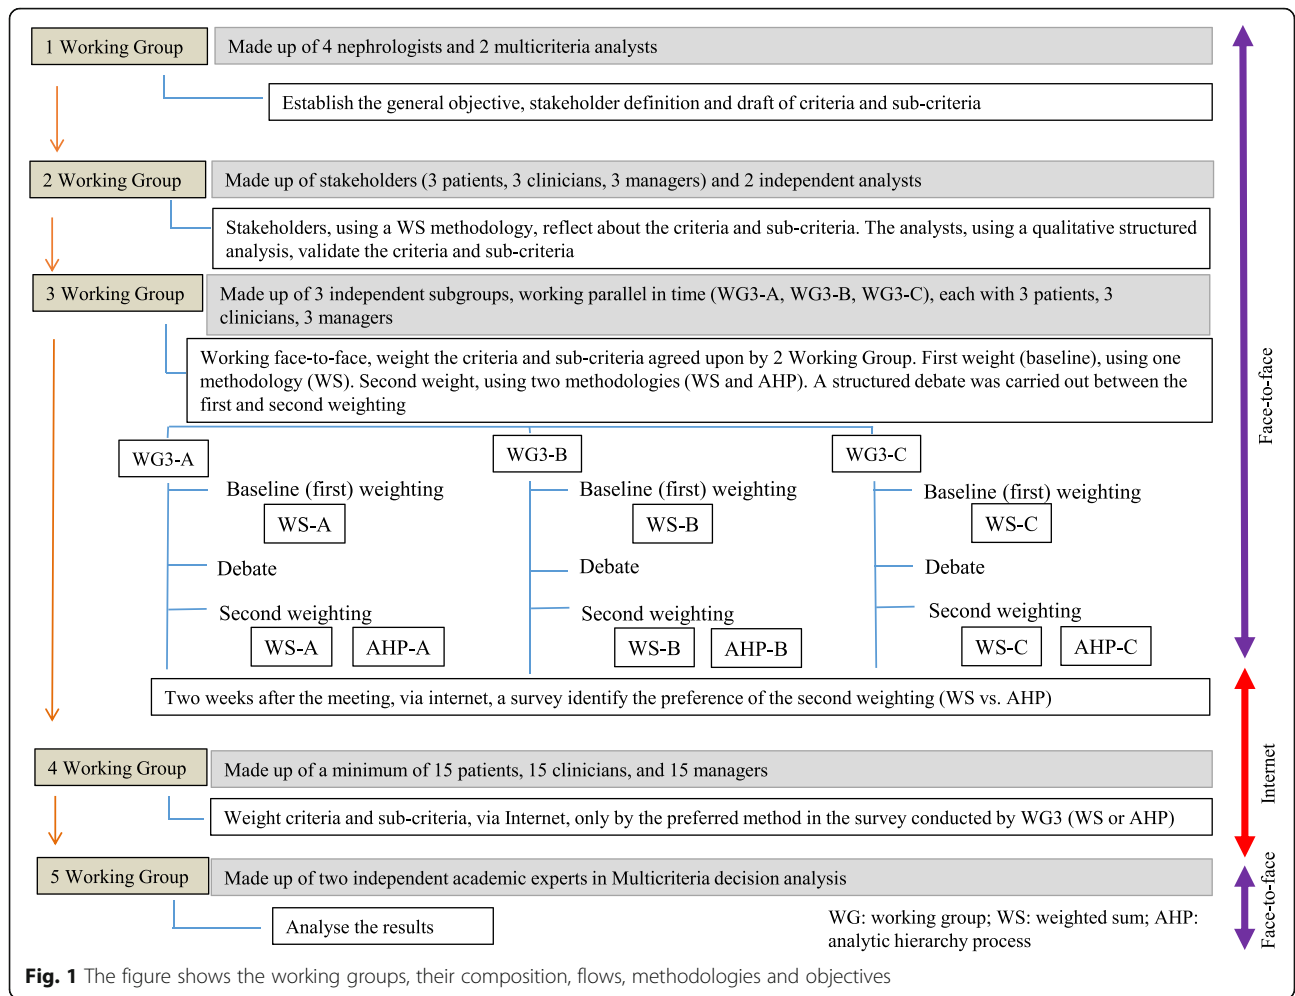 1 Working Group
Made up of 4 nephrologists and 2 multicriteria analysts
Establish the general objective, stakeholder definition and draft of criteria and sub-criteria
2 Working Group
Made up of stakeholders (3 patients, 3 clinicians, 3 managers) and 2 independent analysts
Stakeholders, using a WS methodology, reflect about the criteria and sub-criteria. The analysts, using a qualitative structured
analysis, validate the criteria and sub-criteria
3 Working Group
Made up of 3 independent subgroups, working parallel in time (WG3-A, WG3-B, WG3-C), each with 3 patients, 3
clinicians, 3 managers
Working face-to-face, weight the criteria and sub-criteria agreed upon by 2 Working Group. First weight (baseline), using one
methodology (WS). Second weight, using two methodologies (WS and AHP). A structured debate was carried out between the
first and second weighting
WG3-A
Baseline (first) weighting
WS-A
Debate
Second weighting
WS-A
AHP-A
WG3-B
Baseline (first) weighting
WS-B
Debate
Second weighting
WS-B
AHP-B
WG3-C
Baseline (first) weighting
WS-C
Debate
Second weighting
WS-C
AHP-C
Face-to-face
Two weeks after the meeting, via internet, a survey identify the preference of the second weighting (WS vs. AHP)
4 Working Group
Made up of a minimum of 15 patients, 15 clinicians, and 15 managers
Weight criteria and sub-criteria, via Internet, only by the preferred method in the survey conducted by WG3 (WS or AHP)
Internet
5 Working Group
Made up of two independent academic experts in Multicriteria decision analysis
Analyse the results
Face-to-face
WG: working group; WS: weighted sum; AHP:
analytic hierarchy process
Fig. 1 The figure shows the working groups, their composition, flows, methodologies and objectives